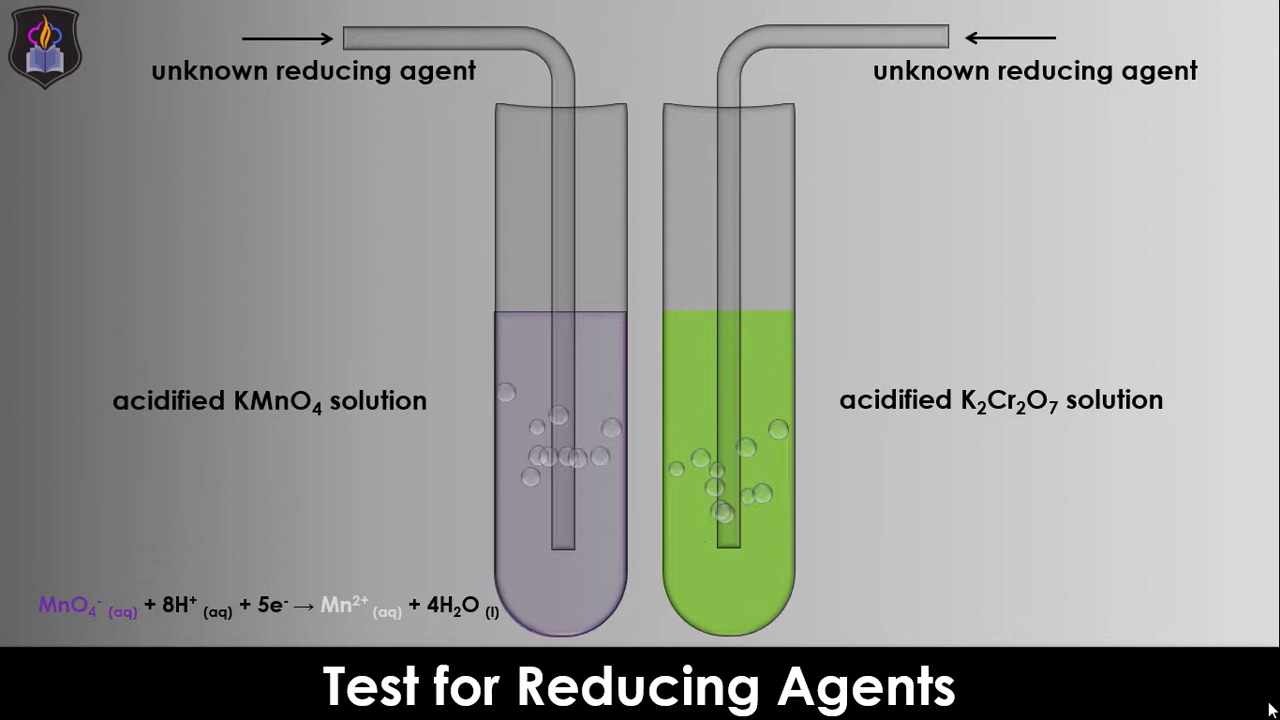 unknown reducing agent
unknown reducing agent
acidified KMnO₄ solution
acidified K₂Cr₂O₇ solution
MnO₄⁻ (aq) + 8H⁺ (aq) + 5e⁻ → Mn²⁺ (aq) + 4H₂O (l)
Test for Reducing Agents